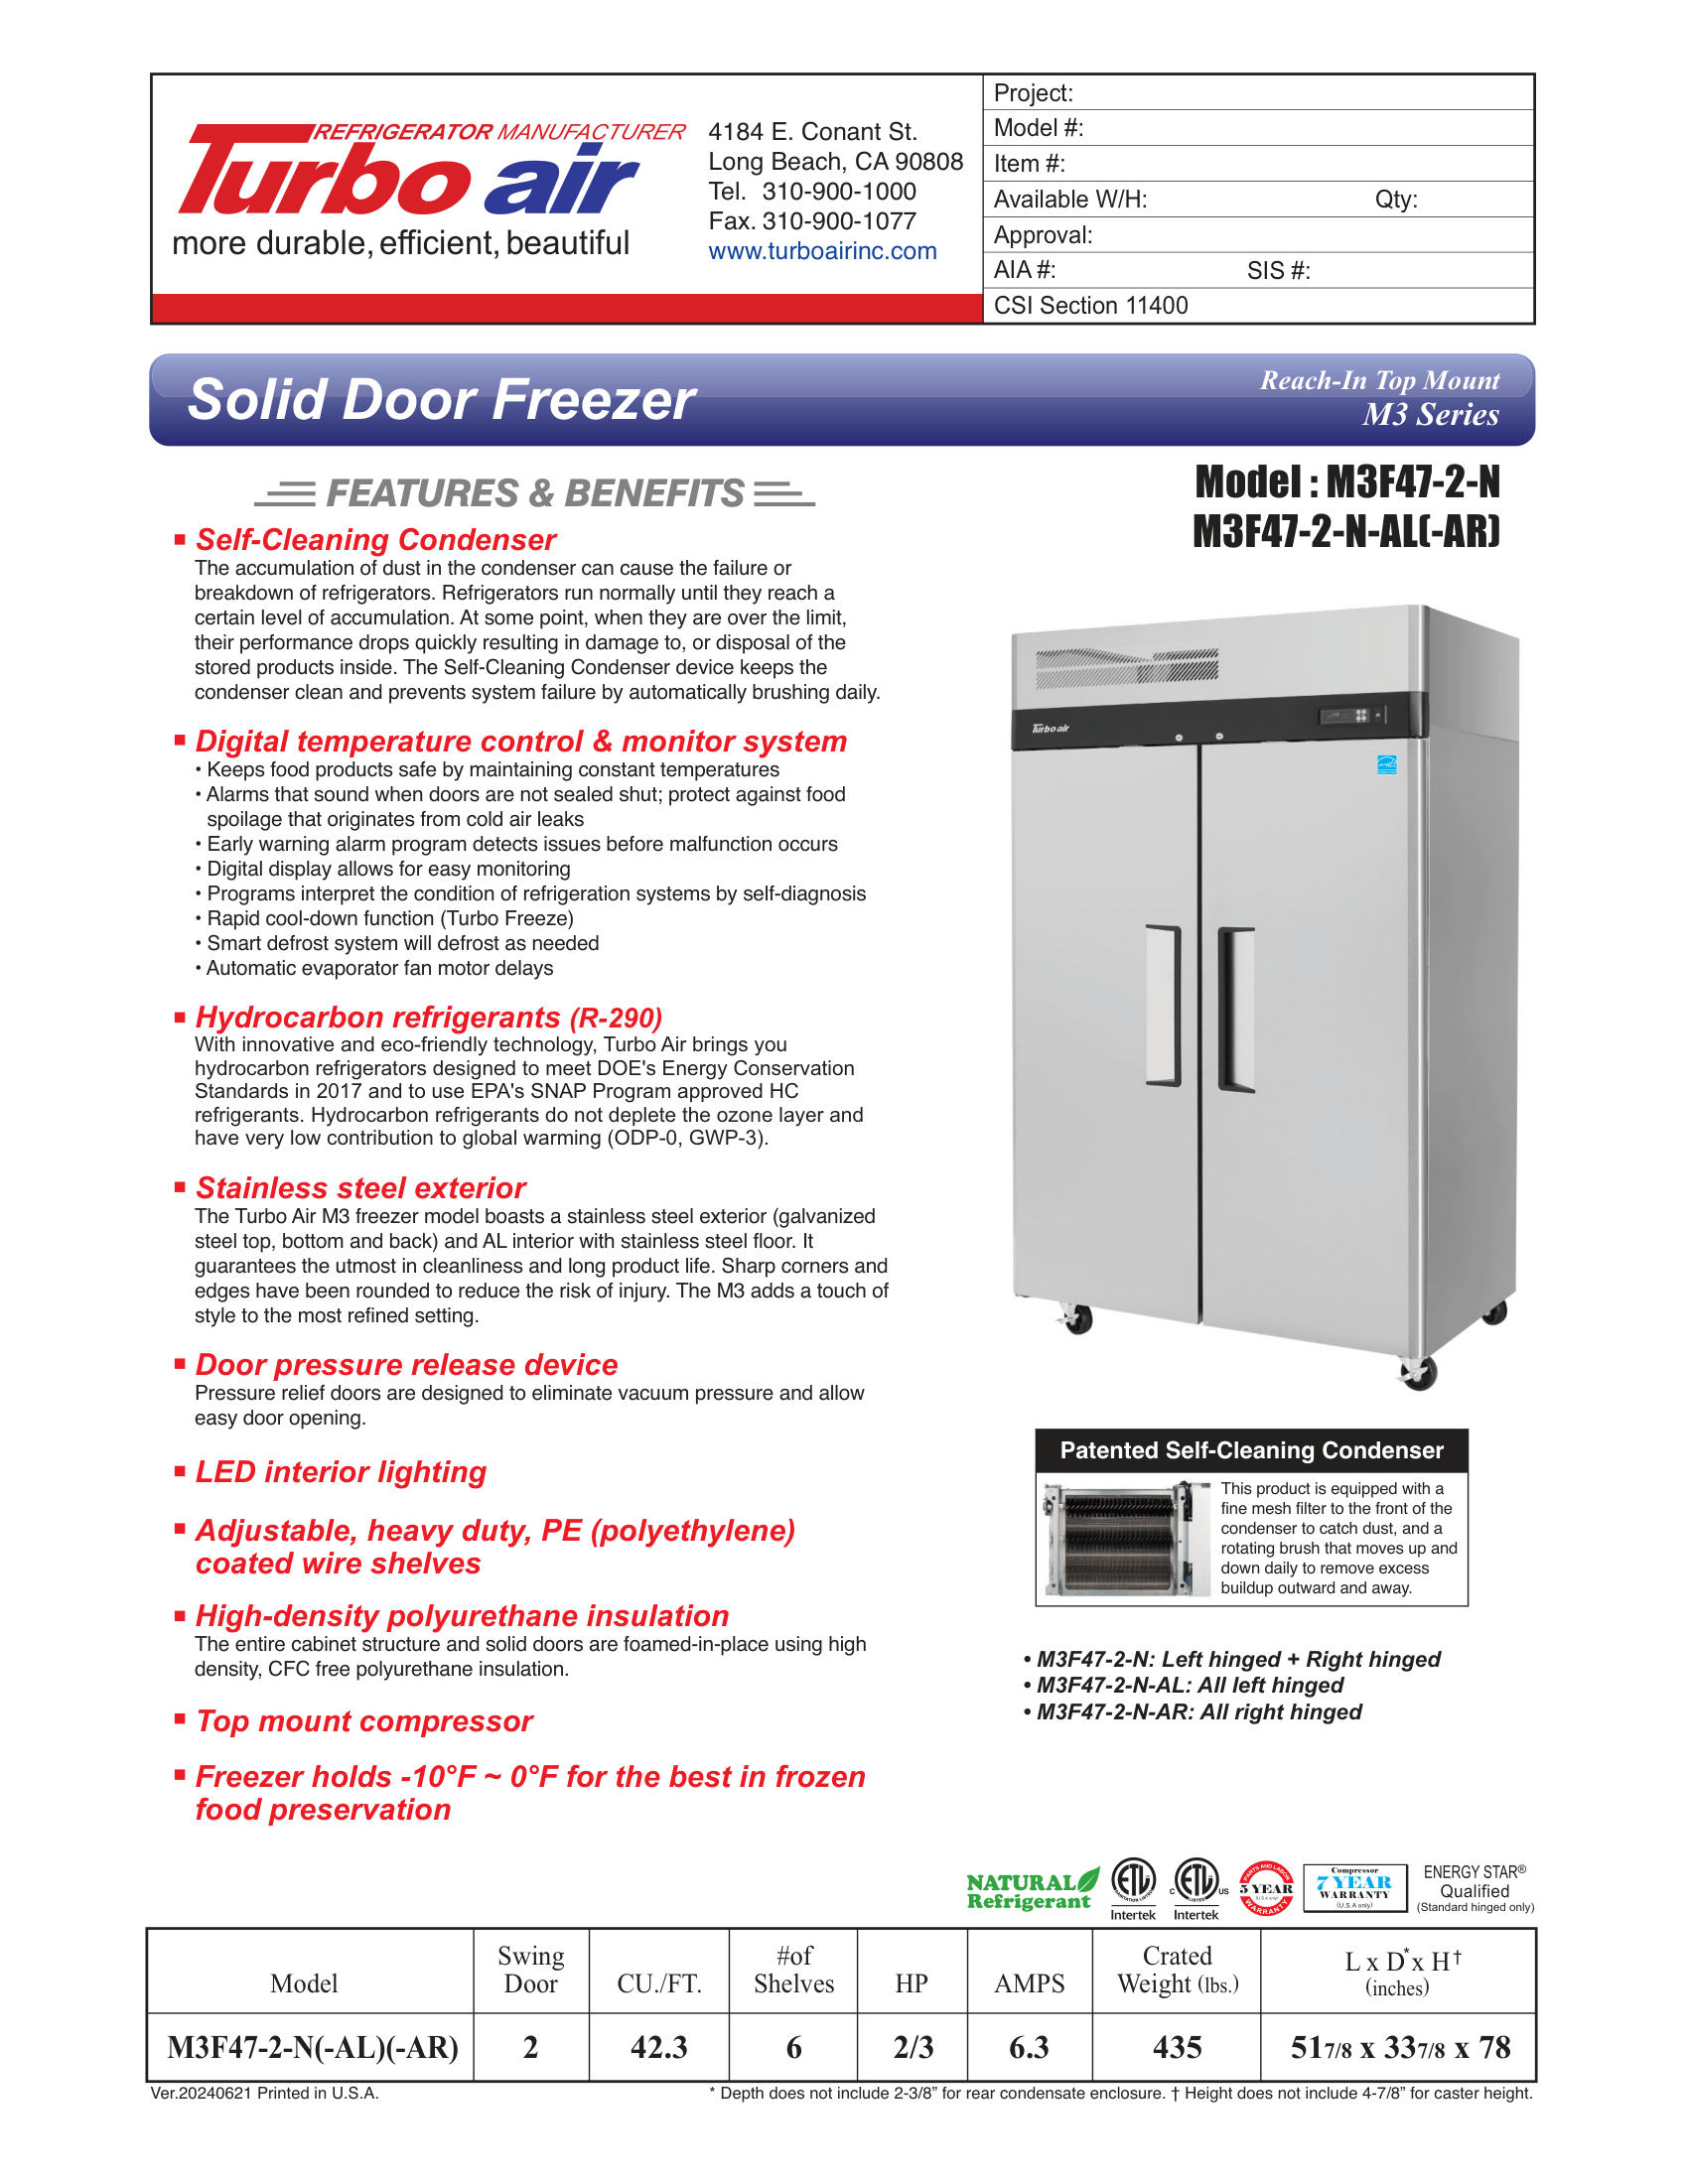 REFRIGERATOR MANUFACTURER
Turbo air
more durable, efficient, beautiful
4184 E. Conant St.
Long Beach, CA 90808
Tel. 310-900-1000
Fax. 310-900-1077
www.turboairinc.com
Project:
Model #:
Item #:
Available W/H: Qty:
Approval:
AIA #: SIS #:
CSI Section 11400
Solid Door Freezer
Reach-In Top Mount
M3 Series
FEATURES & BENEFITS
Model : M3F47-2-N
M3F47-2-N-AL(-AR)
▪ Self-Cleaning Condenser
The accumulation of dust in the condenser can cause the failure or
breakdown of refrigerators. Refrigerators run normally until they reach a
certain level of accumulation. At some point, when they are over the limit,
their performance drops quickly resulting in damage to, or disposal of the
stored products inside. The Self-Cleaning Condenser device keeps the
condenser clean and prevents system failure by automatically brushing daily.
▪ Digital temperature control & monitor system
• Keeps food products safe by maintaining constant temperatures
• Alarms that sound when doors are not sealed shut; protect against food
spoilage that originates from cold air leaks
• Early warning alarm program detects issues before malfunction occurs
• Digital display allows for easy monitoring
• Programs interpret the condition of refrigeration systems by self-diagnosis
• Rapid cool-down function (Turbo Freeze)
• Smart defrost system will defrost as needed
• Automatic evaporator fan motor delays
▪ Hydrocarbon refrigerants (R-290)
With innovative and eco-friendly technology, Turbo Air brings you
hydrocarbon refrigerators designed to meet DOE's Energy Conservation
Standards in 2017 and to use EPA's SNAP Program approved HC
refrigerants. Hydrocarbon refrigerants do not deplete the ozone layer and
have very low contribution to global warming (ODP-0, GWP-3).
▪ Stainless steel exterior
The Turbo Air M3 freezer model boasts a stainless steel exterior (galvanized
steel top, bottom and back) and AL interior with stainless steel floor. It
guarantees the utmost in cleanliness and long product life. Sharp corners and
edges have been rounded to reduce the risk of injury. The M3 adds a touch of
style to the most refined setting.
▪ Door pressure release device
Pressure relief doors are designed to eliminate vacuum pressure and allow
easy door opening.
▪ LED interior lighting
▪ Adjustable, heavy duty, PE (polyethylene)
coated wire shelves
▪ High-density polyurethane insulation
The entire cabinet structure and solid doors are foamed-in-place using high
density, CFC free polyurethane insulation.
▪ Top mount compressor
▪ Freezer holds -10°F ~ 0°F for the best in frozen
food preservation
Turbo air
Patented Self-Cleaning Condenser
This product is equipped with a
fine mesh filter to the front of the
condenser to catch dust, and a
rotating brush that moves up and
down daily to remove excess
buildup outward and away.
• M3F47-2-N: Left hinged + Right hinged
• M3F47-2-N-AL: All left hinged
• M3F47-2-N-AR: All right hinged
NATURAL
Refrigerant
ETL
SANITATION LISTED
Intertek
C ETL US
LISTED
Intertek
PARTS AND LABOR
5 YEAR
(U.S.A only)
WARRANTY
Compressor
7 YEAR
WARRANTY
(U.S.A only)
ENERGY STAR®
Qualified
(Standard hinged only)
Model Swing Door CU./FT. #of Shelves HP AMPS Crated Weight (lbs.) L x D* x H† (inches)
M3F47-2-N(-AL)(-AR) 2 42.3 6 2/3 6.3 435 51 7/8 x 33 7/8 x 78
Ver.20240621 Printed in U.S.A.
* Depth does not include 2-3/8” for rear condensate enclosure. † Height does not include 4-7/8” for caster height.